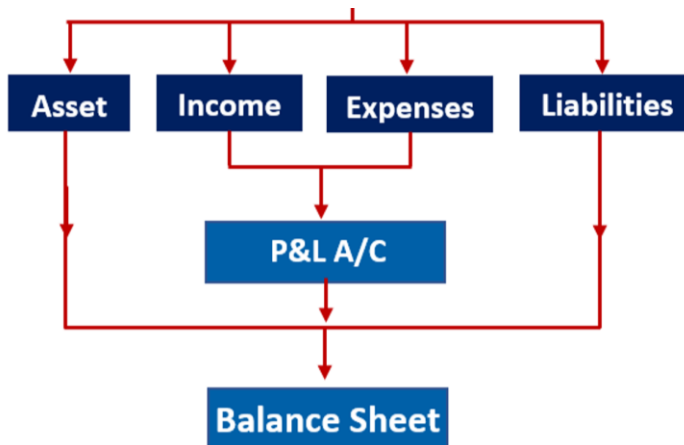 Asset
Income
Expenses
Liabilities
P&L A/C
Balance Sheet